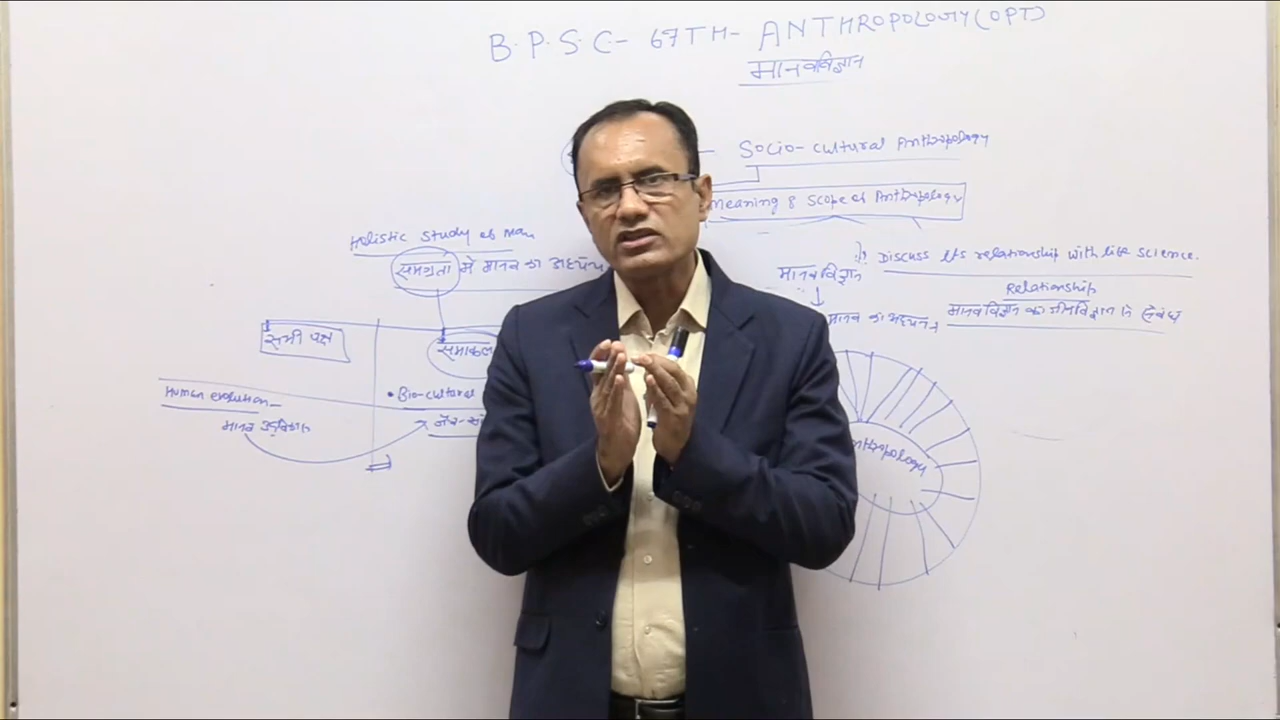 B.P.S.C- 67TH- ANTHROPOLOGY(OPT)
मानवविज्ञान
Socio-cultural Anthropology
Meaning & Scope of Anthropology
Holistic study of Man
समग्रता में मानव का अध्ययन
मानवविज्ञान
Discuss its relationship with life science.
Relationship
मानवविज्ञान का जीवविज्ञान से संबंध
मानव का अध्ययन
सभी पक्ष
समाकल
Human evolution
मानव उद्विकास
• Bio-cultural
जैव-
nthropology